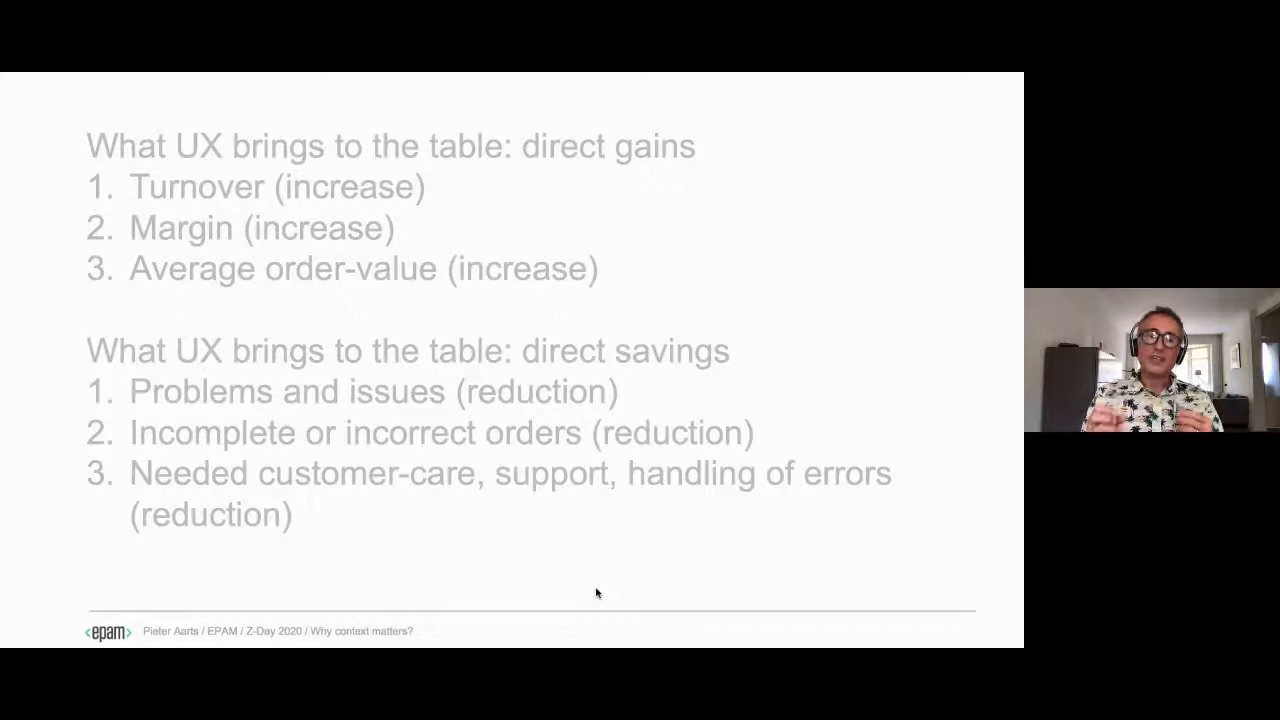 What UX brings to the table: direct gains
1. Turnover (increase)
2. Margin (increase)
3. Average order-value (increase)
What UX brings to the table: direct savings
1. Problems and issues (reduction)
2. Incomplete or incorrect orders (reduction)
3. Needed customer-care, support, handling of errors
(reduction)
<epam> Pieter Aarts / EPAM / Z-Day 2020 / Why context matters?